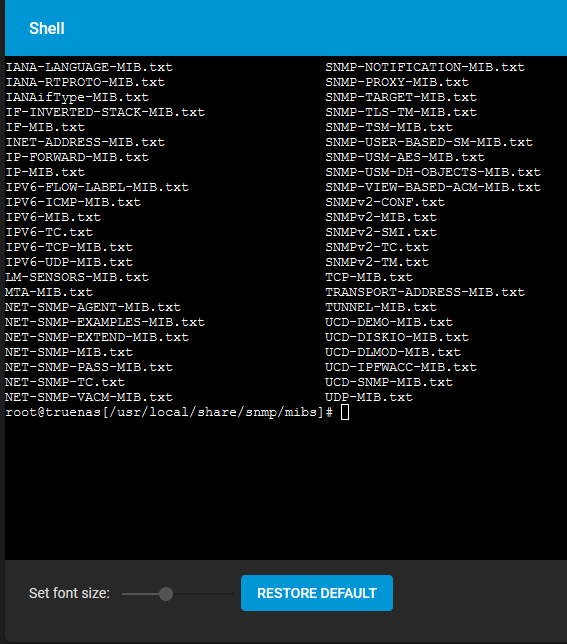 Shell
IANA-LANGUAGE-MIB.txt SNMP-NOTIFICATION-MIB.txt
IANA-RTPROTO-MIB.txt SNMP-PROXY-MIB.txt
IANAifType-MIB.txt SNMP-TARGET-MIB.txt
IF-INVERTED-STACK-MIB.txt SNMP-TLS-TM-MIB.txt
IF-MIB.txt SNMP-TSM-MIB.txt
INET-ADDRESS-MIB.txt SNMP-USER-BASED-SM-MIB.txt
IP-FORWARD-MIB.txt SNMP-USM-AES-MIB.txt
IP-MIB.txt SNMP-USM-DH-OBJECTS-MIB.txt
IPV6-FLOW-LABEL-MIB.txt SNMP-VIEW-BASED-ACM-MIB.txt
IPV6-ICMP-MIB.txt SNMPv2-CONF.txt
IPV6-MIB.txt SNMPv2-MIB.txt
IPV6-TC.txt SNMPv2-SMI.txt
IPV6-TCP-MIB.txt SNMPv2-TC.txt
IPV6-UDP-MIB.txt SNMPv2-TM.txt
LM-SENSORS-MIB.txt TCP-MIB.txt
MTA-MIB.txt TRANSPORT-ADDRESS-MIB.txt
NET-SNMP-AGENT-MIB.txt TUNNEL-MIB.txt
NET-SNMP-EXAMPLES-MIB.txt UCD-DEMO-MIB.txt
NET-SNMP-EXTEND-MIB.txt UCD-DISKIO-MIB.txt
NET-SNMP-MIB.txt UCD-DLMOD-MIB.txt
NET-SNMP-PASS-MIB.txt UCD-IPFWACC-MIB.txt
NET-SNMP-TC.txt UCD-SNMP-MIB.txt
NET-SNMP-VACM-MIB.txt UDP-MIB.txt
root@truenas[/usr/local/share/snmp/mibs]#
Set font size: RESTORE DEFAULT